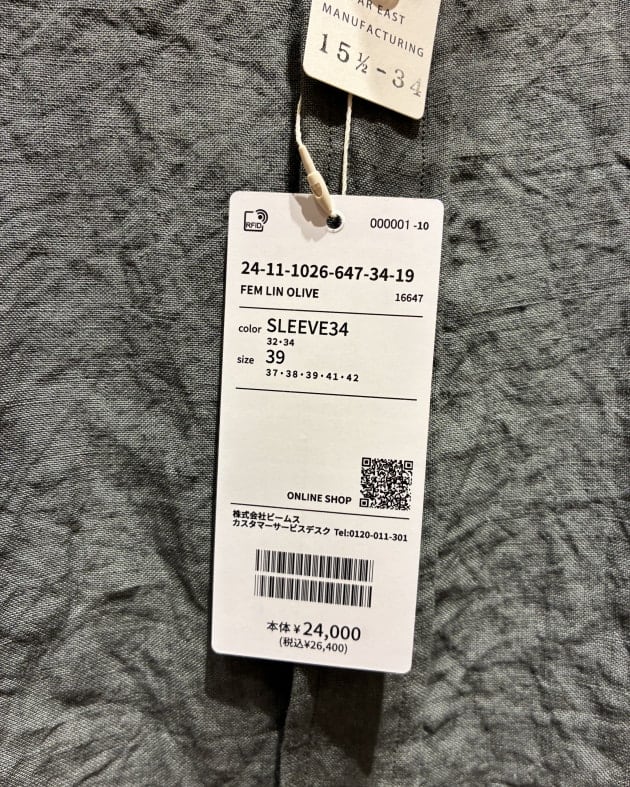 AR EAST
MANUFACTURING
15½-34
RFID
000001 -10
24-11-1026-647-34-19
FEM LIN OLIVE
16647
color SLEEVE34
32・34
size 39
37・38・39・41・42
ONLINE SHOP
株式会社ビームス
カスタマーサービスデスク Tel:0120-011-301
本体¥24,000
(税込¥26,400)